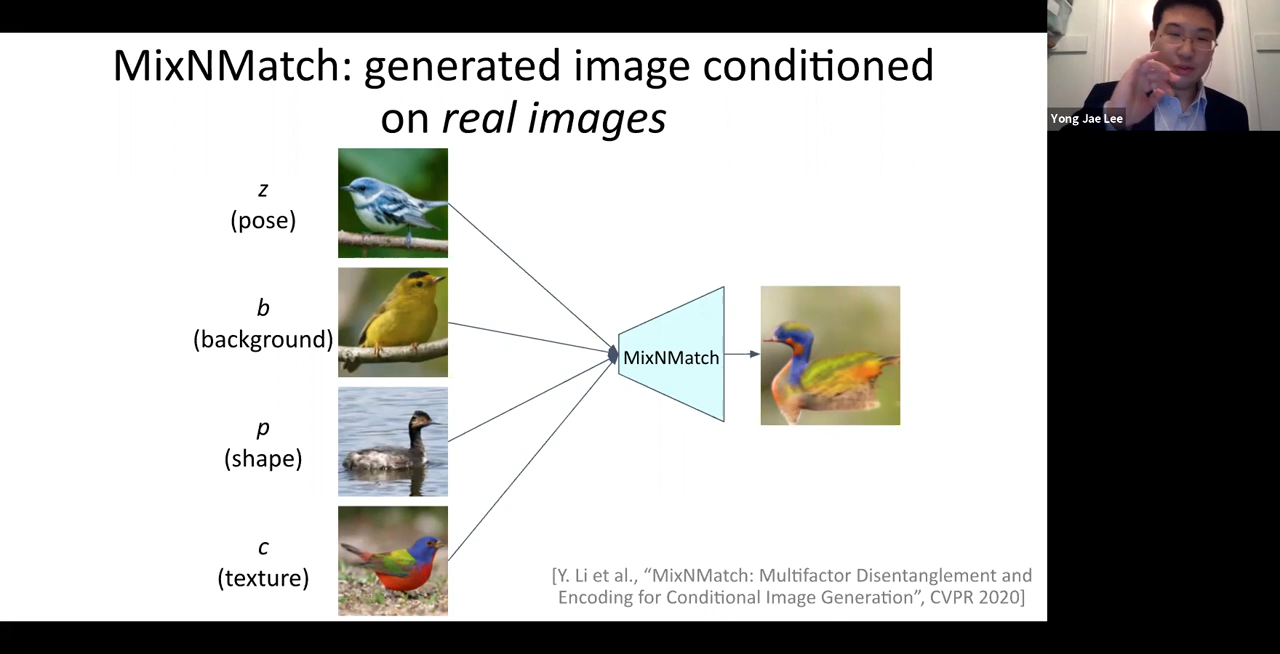 MixNMatch: generated image conditioned
on real images
z
(pose)
b
(background)
p
(shape)
c
(texture)
MixNMatch
[Y. Li et al., “MixNMatch: Multifactor Disentanglement and
Encoding for Conditional Image Generation”, CVPR 2020]
Yong Jae Lee